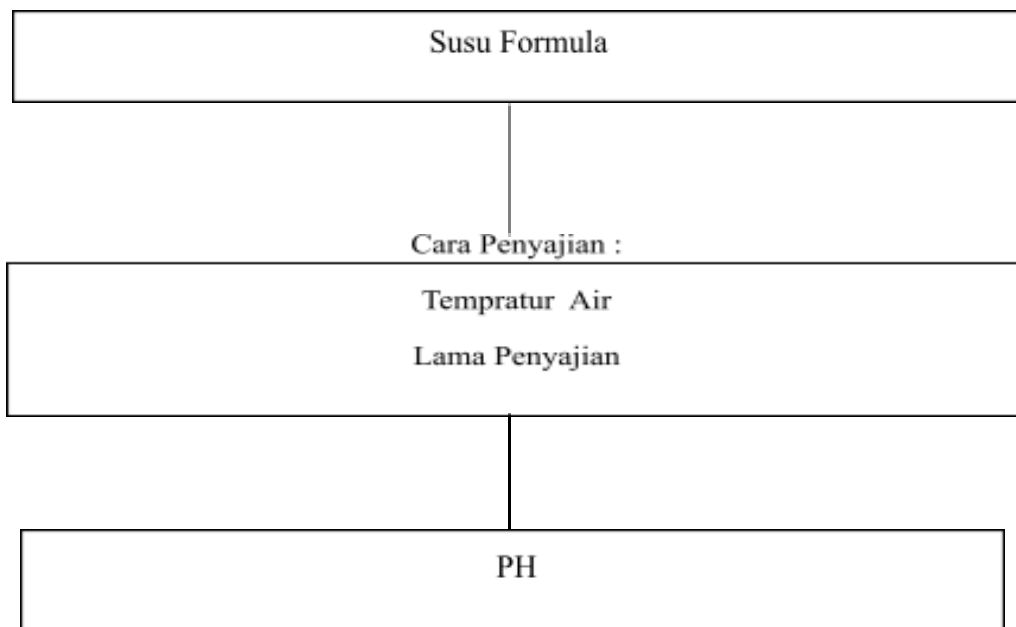 Susu Formula
Cara Penyajian :
Tempratur Air
Lama Penyajian
PH